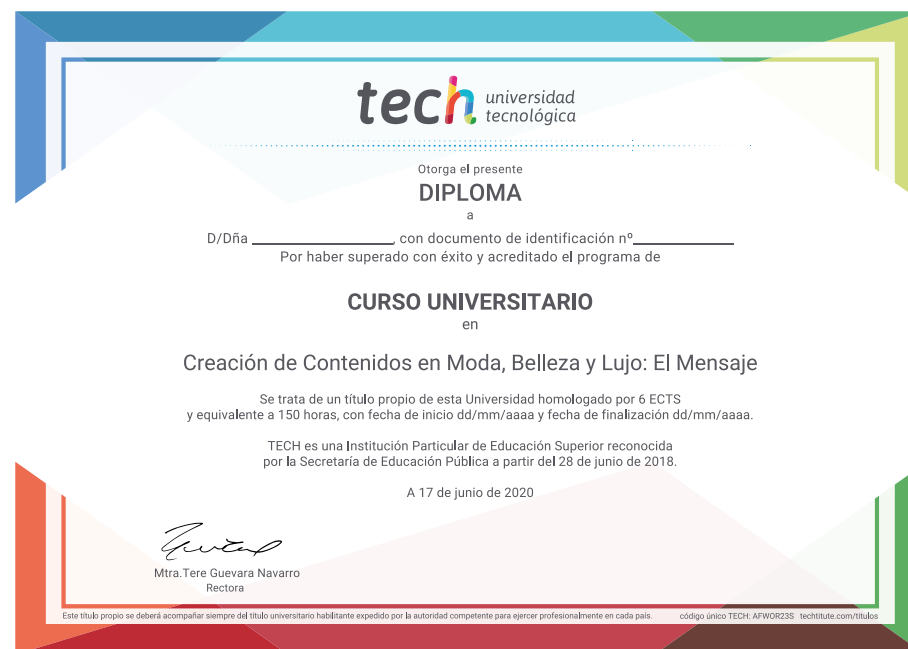 tech universidad
tecnológica
Otorga el presente
DIPLOMA
a
D/Dña ____________________, con documento de identificación nº______________
Por haber superado con éxito y acreditado el programa de
CURSO UNIVERSITARIO
en
Creación de Contenidos en Moda, Belleza y Lujo: El Mensaje
Se trata de un título propio de esta Universidad homologado por 6 ECTS
y equivalente a 150 horas, con fecha de inicio dd/mm/aaaa y fecha de finalización dd/mm/aaaa.
TECH es una Institución Particular de Educación Superior reconocida
por la Secretaría de Educación Pública a partir del 28 de junio de 2018.
A 17 de junio de 2020
Mtra.Tere Guevara Navarro
Rectora
Este título propio se deberá acompañar siempre del título universitario habilitante expedido por la autoridad competente para ejercer profesionalmente en cada país. código único TECH: AFWOR23S techtitute.com/titulos